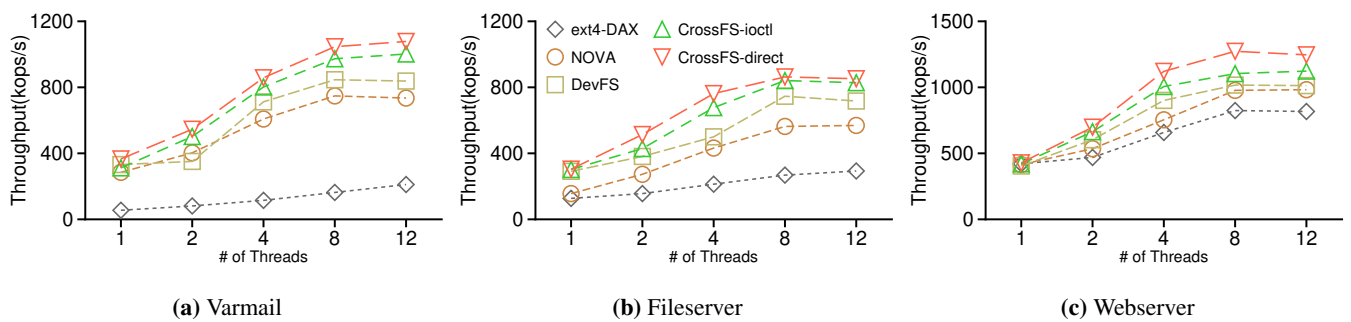 Throughput(kops/s)
1200
800
400
0
1 2 4 8 12
# of Threads
(a) Varmail
Throughput(kops/s)
1200
800
400
0
ext4-DAX
NOVA
DevFS
CrossFS-ioctl
CrossFS-direct
1 2 4 8 12
# of Threads
(b) Fileserver
Throughput(kops/s)
1500
1000
500
0
1 2 4 8 12
# of Threads
(c) Webserver